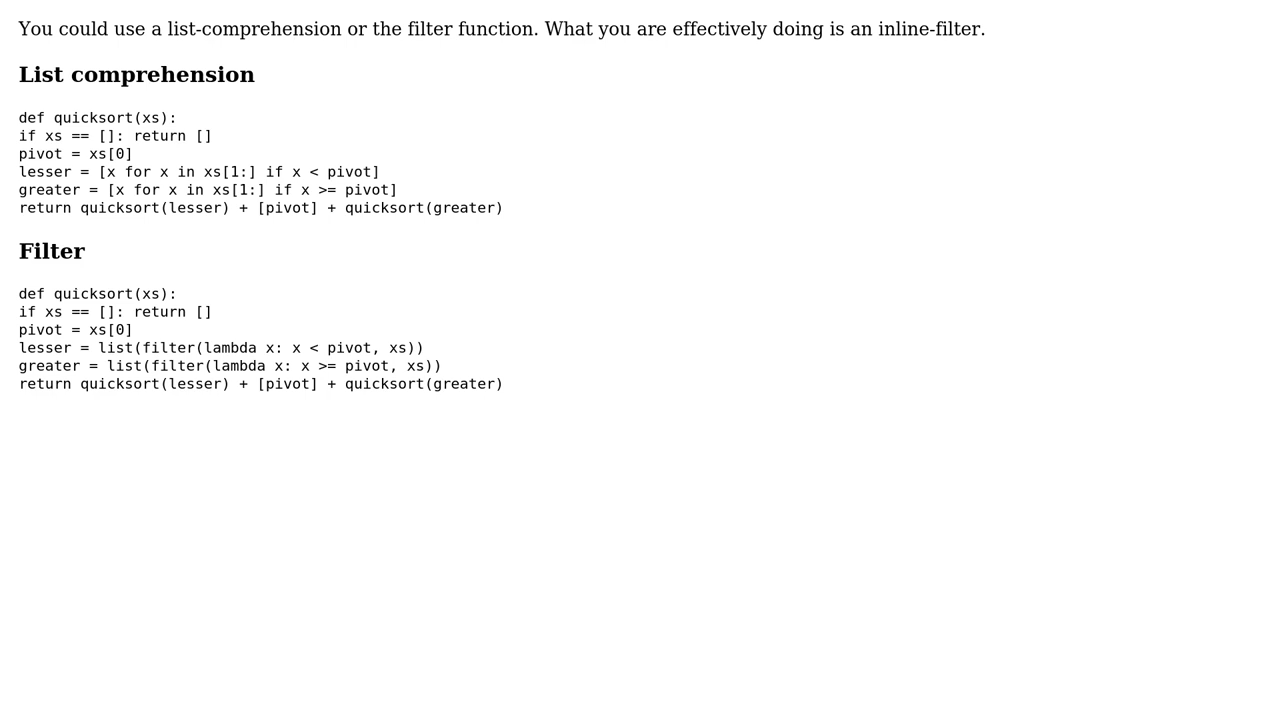 You could use a list-comprehension or the filter function. What you are effectively doing is an inline-filter.
List comprehension
def quicksort(xs):
if xs == []: return []
pivot = xs[0]
lesser = [x for x in xs[1:] if x < pivot]
greater = [x for x in xs[1:] if x >= pivot]
return quicksort(lesser) + [pivot] + quicksort(greater)
Filter
def quicksort(xs):
if xs == []: return []
pivot = xs[0]
lesser = list(filter(lambda x: x < pivot, xs))
greater = list(filter(lambda x: x >= pivot, xs))
return quicksort(lesser) + [pivot] + quicksort(greater)